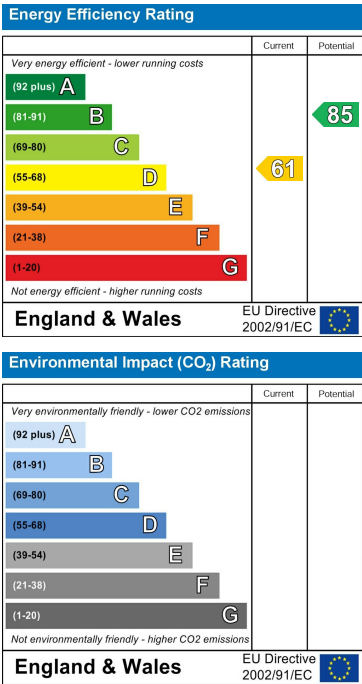 Energy Efficiency Rating
Current Potential
Very energy efficient - lower running costs
(92 plus) A
(81-91) B
(69-80) C
(55-68) D
(39-54) E
(21-38) F
(1-20) G
61
85
Not energy efficient - higher running costs
England & Wales
EU Directive
2002/91/EC
Environmental Impact (CO₂) Rating
Current Potential
Very environmentally friendly - lower CO2 emissions
(92 plus) A
(81-91) B
(69-80) C
(55-68) D
(39-54) E
(21-38) F
(1-20) G
Not environmentally friendly - higher CO2 emissions
England & Wales
EU Directive
2002/91/EC